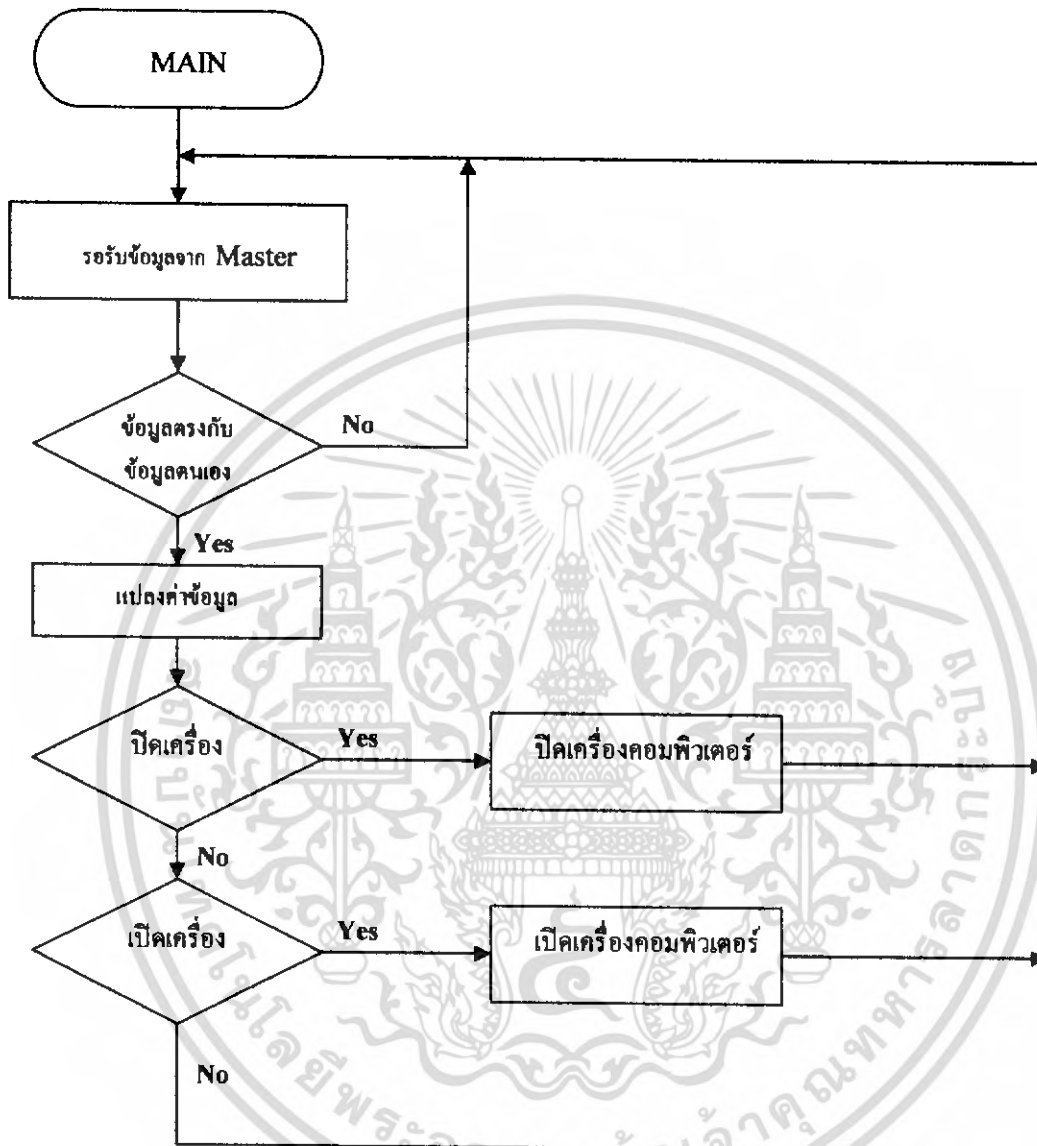 MAIN
รอรับข้อมูลจาก Master
ข้อมูลตรงกับ
ข้อมูลตนเอง
No
Yes
แปลงค่าข้อมูล
ปิดเครื่อง
Yes
ปิดเครื่องคอมพิวเตอร์
No
เปิดเครื่อง
Yes
เปิดเครื่องคอมพิวเตอร์
No